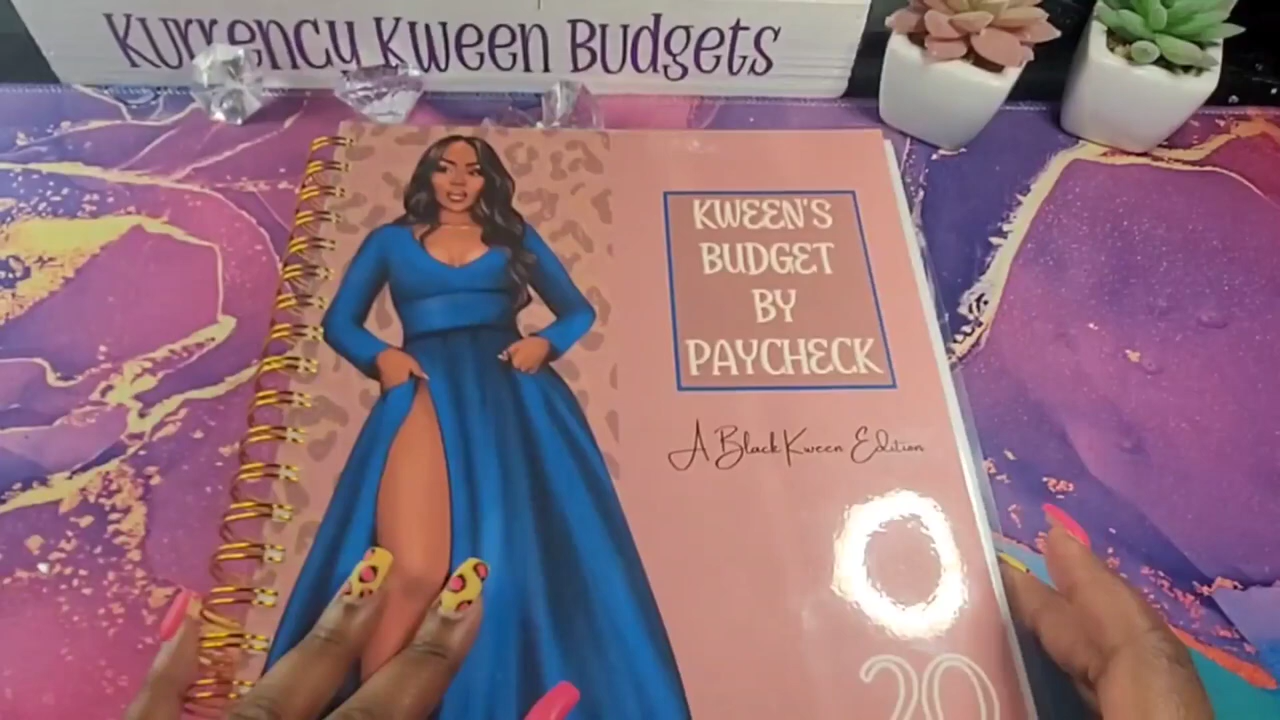 Kurrency Kween Budgets
KWEEN'S
BUDGET
BY
PAYCHECK
A Black Kween Edition
20